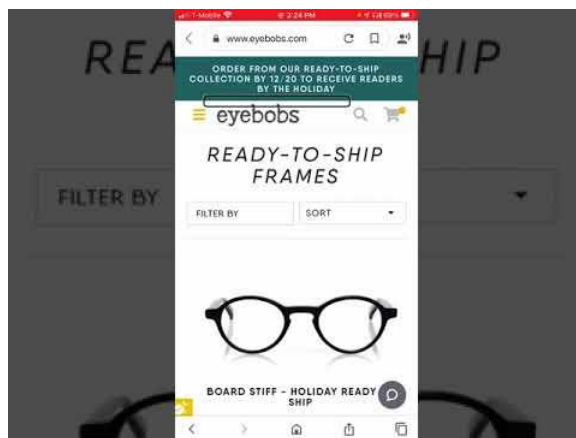 T-Mobile 2:24 PM
www.eyebobs.com
ORDER FROM OUR READY-TO-SHIP
COLLECTION BY 12/20 TO RECEIVE READERS
BY THE HOLIDAY
eyebobs
READY-TO-SHIP
FRAMES
FILTER BY
SORT
BOARD STIFF - HOLIDAY READY
SHIP
REA
HIP
FILTER BY